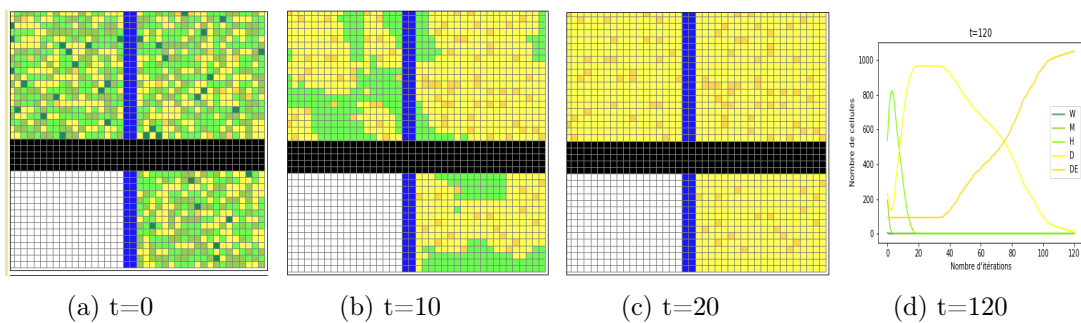 t=120
1000
800
600
400
200
0
Nombre de cellules
W
M
H
D
DE
0 20 40 60 80 100 120
Nombre d'itérations
(a) t=0
(b) t=10
(c) t=20
(d) t=120